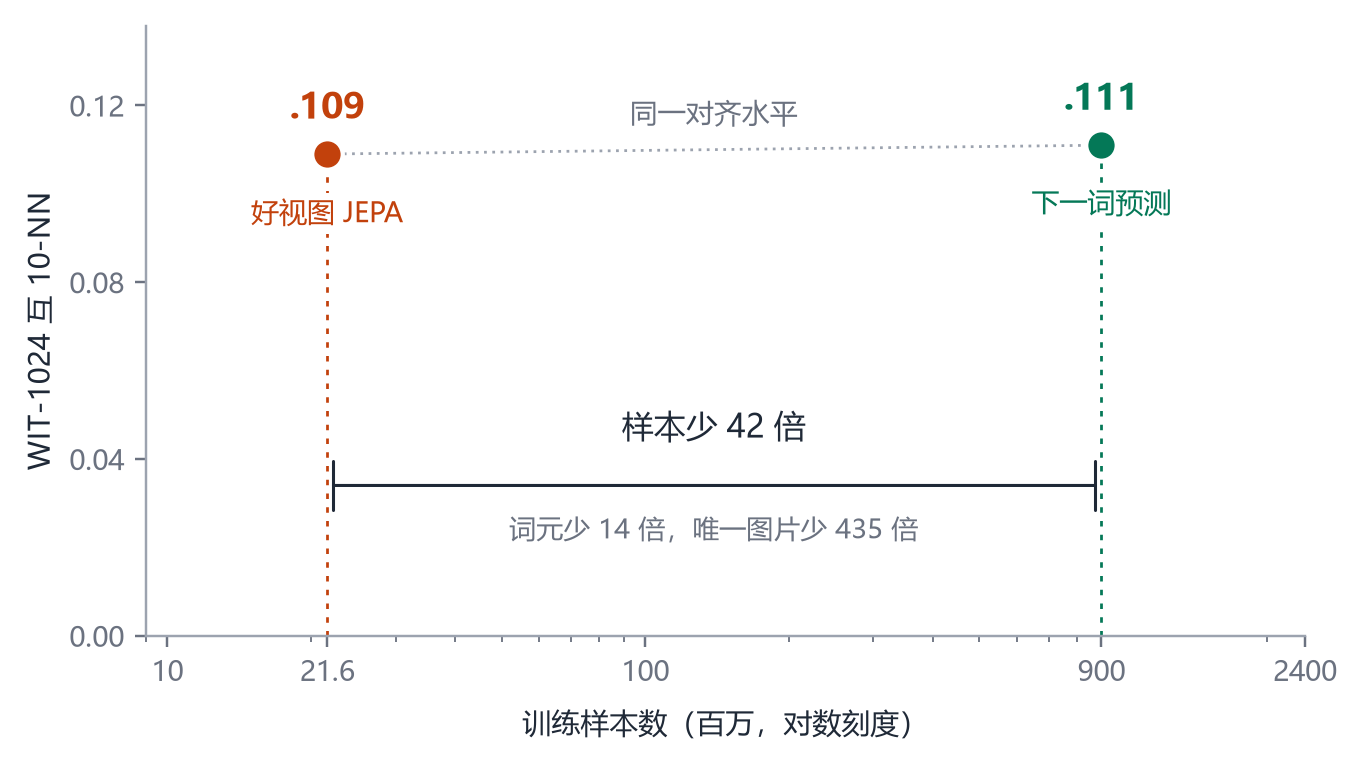 .109
.111
同一对齐水平
好视图 JEPA
下一词预测
WIT-1024 互 10-NN
0.12
0.08
0.04
0.00
样本少 42 倍
词元少 14 倍，唯一图片少 435 倍
10
21.6
100
900
2400
训练样本数（百万，对数刻度）